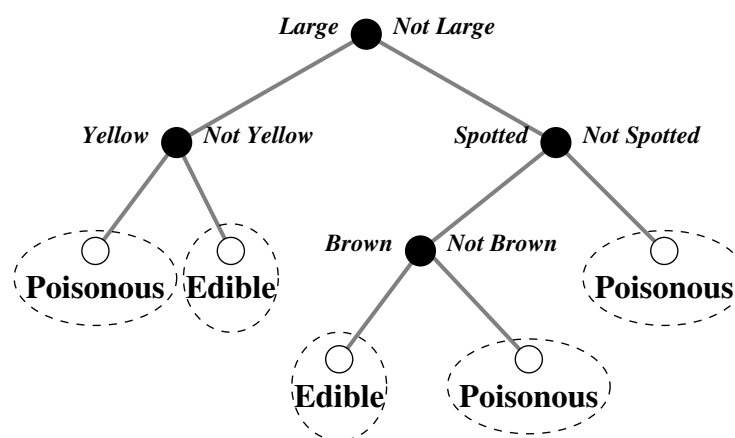 Large Not Large
Yellow Not Yellow Spotted Not Spotted
Brown Not Brown
Poisonous Edible Poisonous
Edible Poisonous